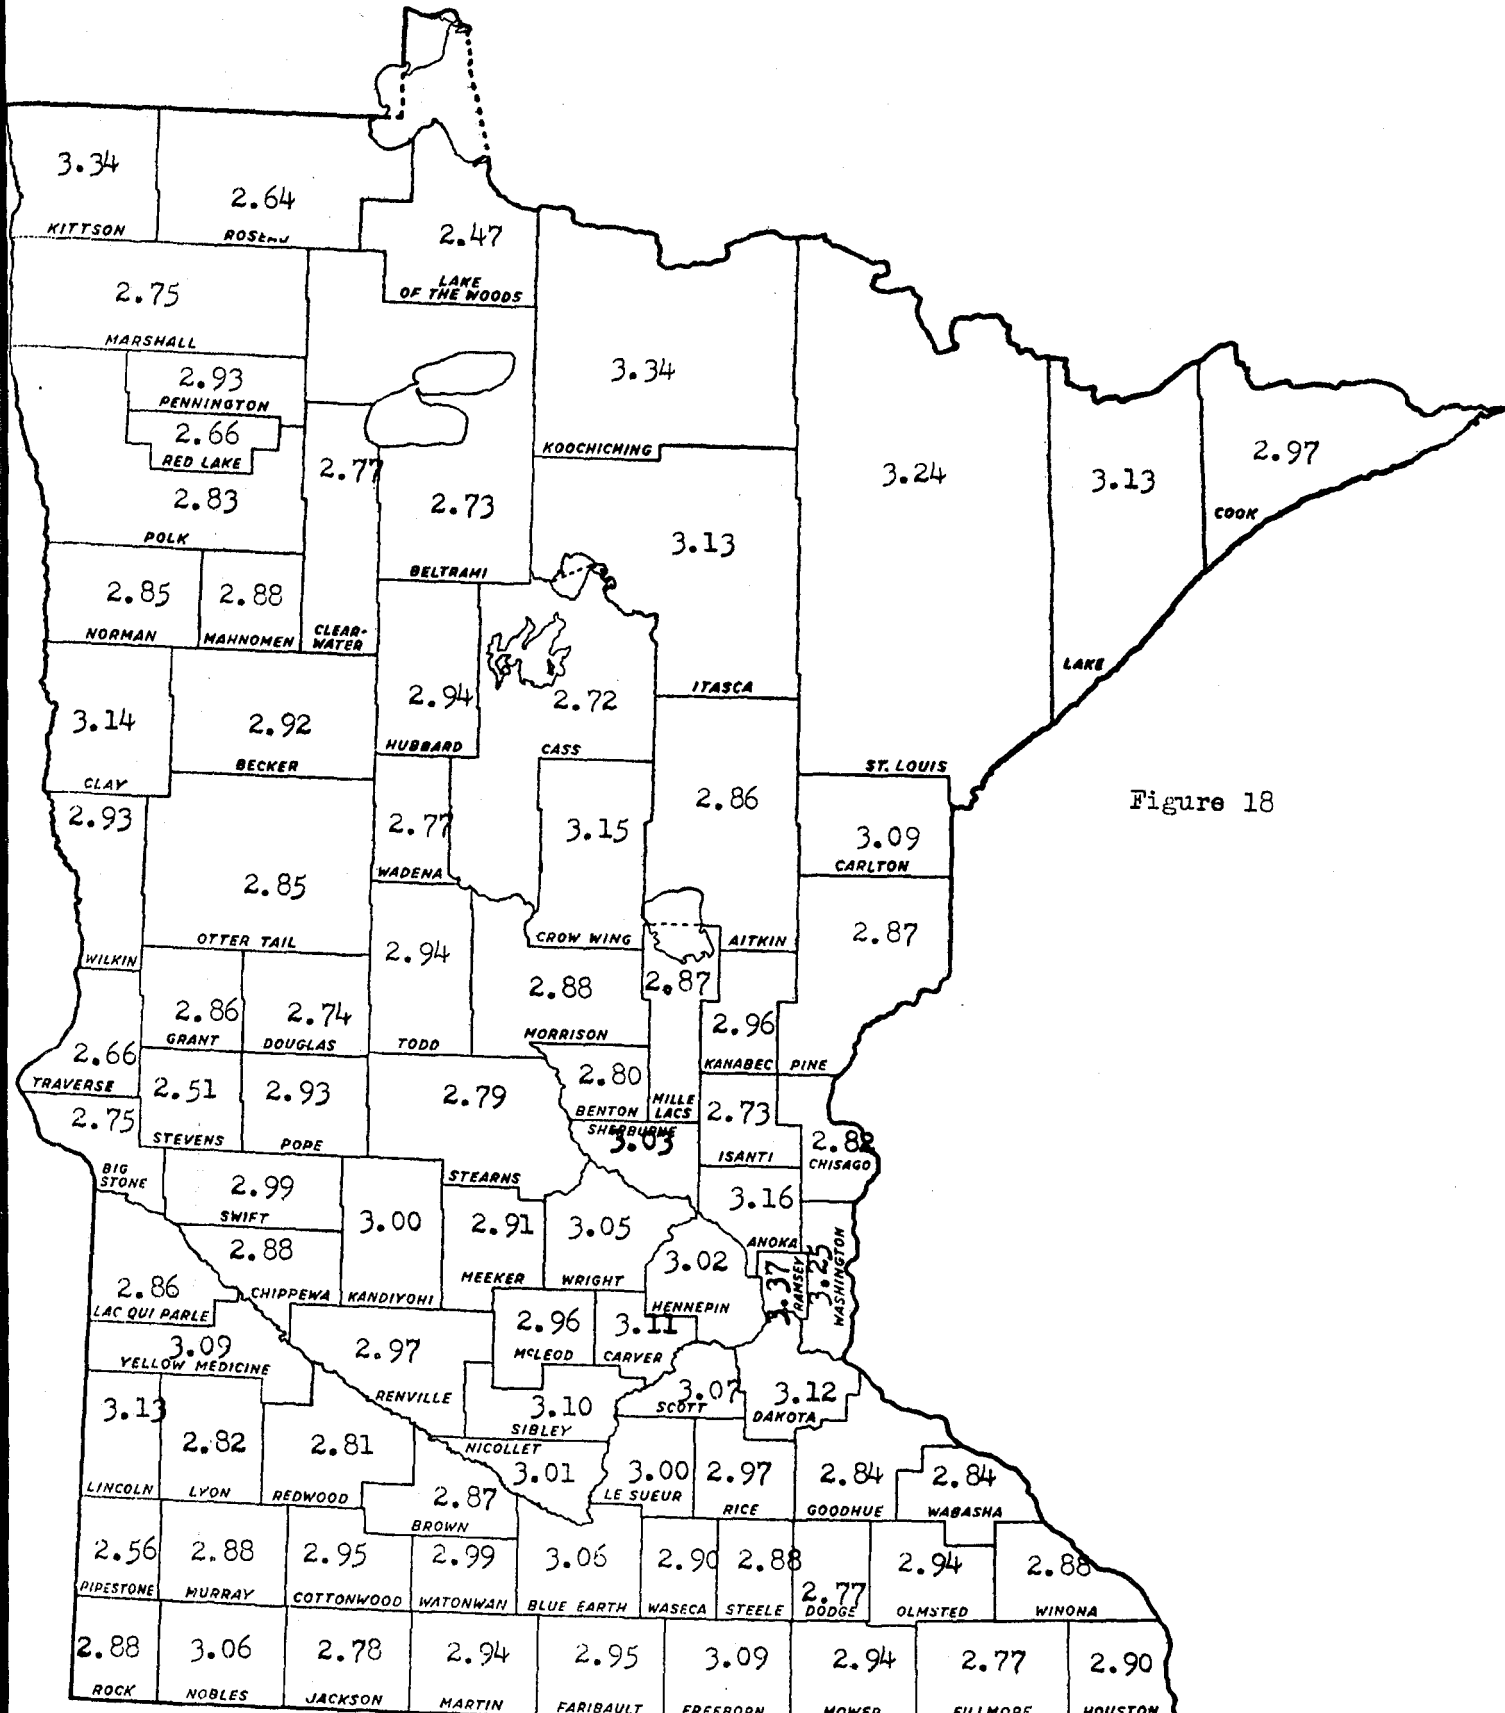 3.34
KITTSON
2.64
ROSEAU
2.47
LAKE
OF THE WOODS
2.75
MARSHALL
2.93
PENNINGTON
2.66
RED LAKE
2.83
POLK
2.77
CLEAR-
WATER
2.73
BELTRAMI
3.34
KOOCHICHING
3.13
ITASCA
3.24
ST. LOUIS
3.13
LAKE
2.97
COOK
2.85
NORMAN
2.88
MAHNOMEN
2.94
HUBBARD
2.72
CASS
3.14
CLAY
2.92
BECKER
2.93
WILKIN
2.85
OTTER TAIL
2.77
WADENA
3.15
CROW WING
2.86
AITKIN
3.09
CARLTON
Figure 18
2.87
PINE
2.94
TODD
2.88
MORRISON
2.87
MILLE
LACS
2.96
KANABEC
2.86
GRANT
2.74
DOUGLAS
2.66
TRAVERSE
2.51
STEVENS
2.93
POPE
2.79
STEARNS
2.80
BENTON
SHERBURNE
3.03
2.73
ISANTI
2.82
CHISAGO
2.75
BIG
STONE
2.99
SWIFT
3.00
KANDIYOHI
2.91
MEEKER
3.05
WRIGHT
3.16
ANOKA
3.02
HENNEPIN
3.37
RAMSEY
3.25
WASHINGTON
2.88
CHIPPEWA
2.86
LAC QUI PARLE
3.09
YELLOW MEDICINE
2.97
RENVILLE
2.96
McLEOD
3.11
CARVER
3.07
SCOTT
3.12
DAKOTA
3.10
SIBLEY
NICOLLET
3.01
3.13
LINCOLN
2.82
LYON
2.81
REDWOOD
2.87
BROWN
3.00
LE SUEUR
2.97
RICE
2.84
GOODHUE
2.84
WABASHA
2.56
PIPESTONE
2.88
MURRAY
2.95
COTTONWOOD
2.99
WATONWAN
3.06
BLUE EARTH
2.90
WASECA
2.88
STEELE
2.77
DODGE
2.94
OLMSTED
2.88
WINONA
2.88
ROCK
3.06
NOBLES
2.78
JACKSON
2.94
MARTIN
2.95
FARIBAULT
3.09
FREEBORN
2.94
MOWER
2.77
FILLMORE
2.90
HOUSTON